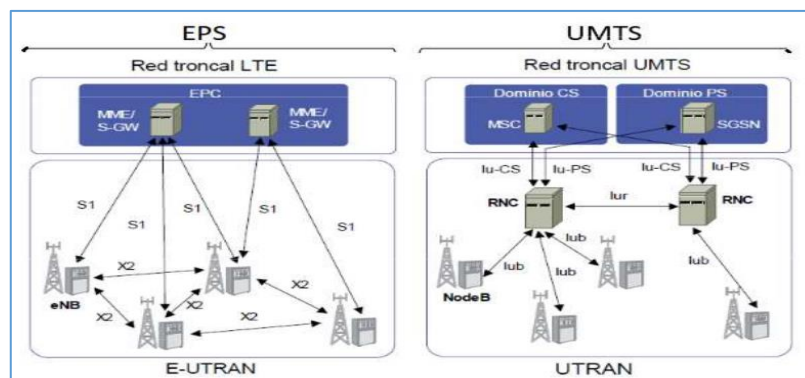 EPS
UMTS
Red troncal LTE
Red troncal UMTS
EPC
Dominio CS
Dominio PS
MME/
S-GW
MME/
S-GW
MSC
SGSN
Iu-CS
Iu-PS
Iu-CS
Iu-PS
S1
S1
S1
S1
S1
RNC
Iur
RNC
X2
eNB
X2
X2
X2
X2
Iub
Iub
Iub
Iub
NodeB
E-UTRAN
UTRAN